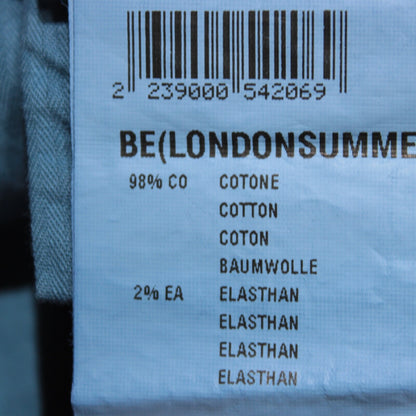 2 239000 542069
BE(LONDONSUMME
98% CO COTONE
COTTON
COTON
BAUMWOLLE
2% EA ELASTHAN
ELASTHAN
ELASTHAN
ELASTHAN